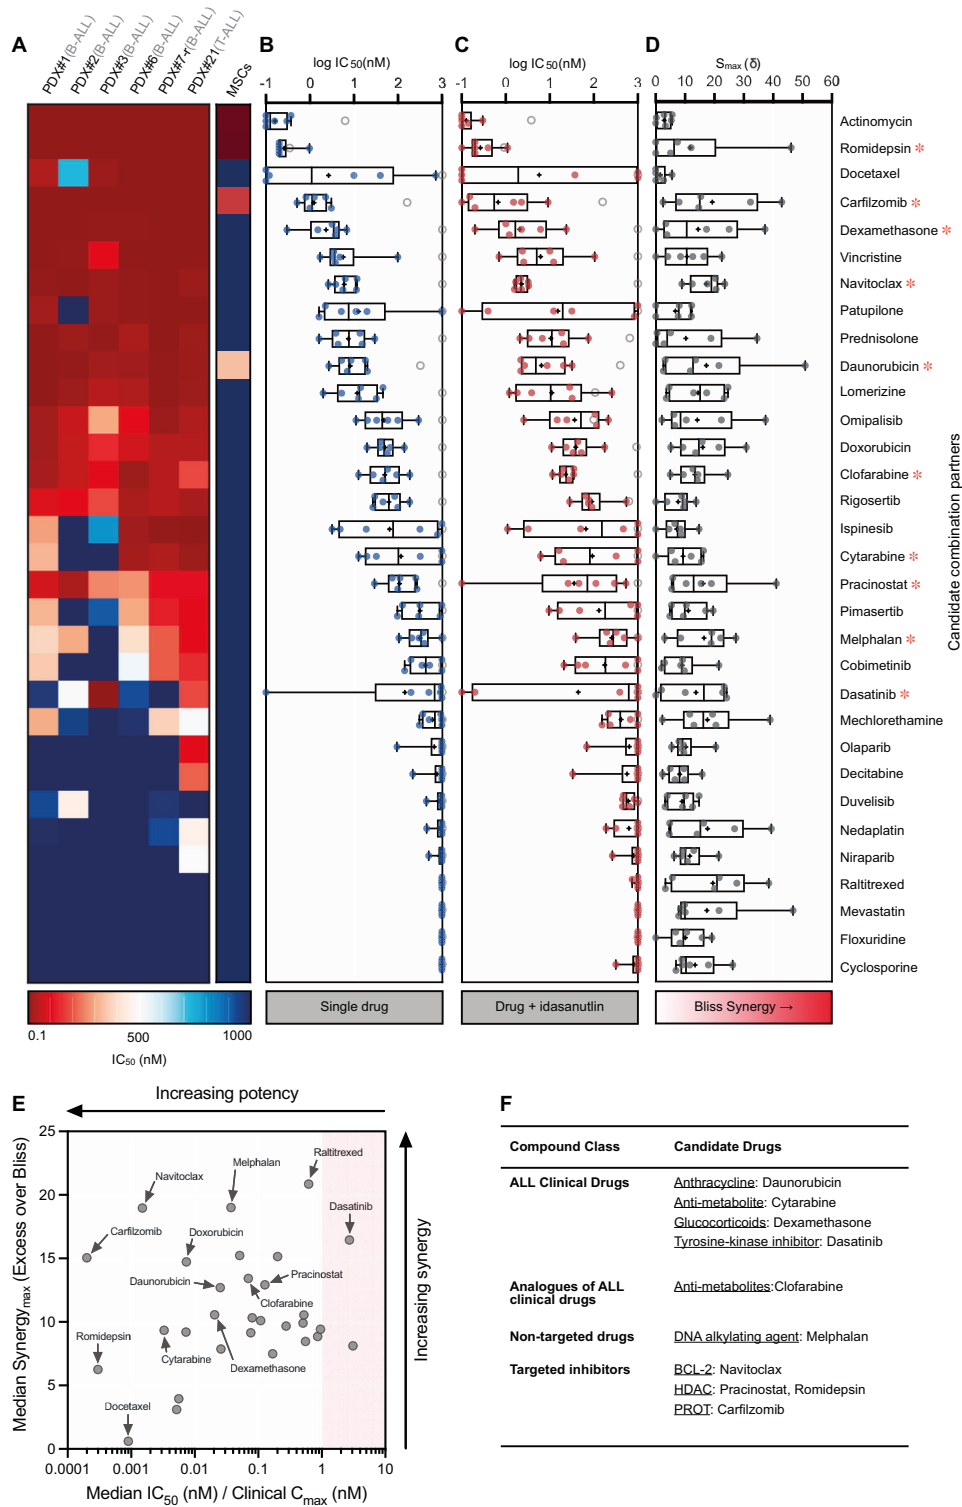 A
PDX#1(B-ALL)
PDX#2(B-ALL)
PDX#3(B-ALL)
PDX#6(B-ALL)
PDX#7-r(B-ALL)
PDX#21(T-ALL)
MSCs
0.1 500 1000
IC50 (nM)
B
log IC50(nM)
-1 0 1 2 3
Single drug
C
log IC50(nM)
-1 0 1 2 3
Drug + idasanutlin
D
Smax (δ)
0 10 20 30 40 50 60
Bliss Synergy →
Actinomycin
Romidepsin *
Docetaxel
Carfilzomib *
Dexamethasone *
Vincristine
Navitoclax *
Patupilone
Prednisolone
Daunorubicin *
Lomerizine
Omipalisib
Doxorubicin
Clofarabine *
Rigosertib
Ispinesib
Cytarabine *
Pracinostat *
Pimasertib
Melphalan *
Cobimetinib
Dasatinib *
Mechlorethamine
Olaparib
Decitabine
Duvelisib
Nedaplatin
Niraparib
Raltitrexed
Mevastatin
Floxuridine
Cyclosporine
Candidate combination partners
E
Increasing potency
Increasing synergy
Median Synergymax (Excess over Bliss)
25
20
15
10
5
0
Raltitrexed
Melphalan
Navitoclax
Dasatinib
Carfilzomib
Doxorubicin
Daunorubicin
Pracinostat
Clofarabine
Romidepsin
Cytarabine
Dexamethasone
Docetaxel
0.0001 0.001 0.01 0.1 1 10
Median IC50 (nM) / Clinical Cmax (nM)
F
Compound Class Candidate Drugs
ALL Clinical Drugs Anthracycline: Daunorubicin
Anti-metabolite: Cytarabine
Glucocorticoids: Dexamethasone
Tyrosine-kinase inhibitor: Dasatinib
Analogues of ALL Anti-metabolites:Clofarabine
clinical drugs
Non-targeted drugs DNA alkylating agent: Melphalan
Targeted inhibitors BCL-2: Navitoclax
HDAC: Pracinostat, Romidepsin
PROT: Carfilzomib